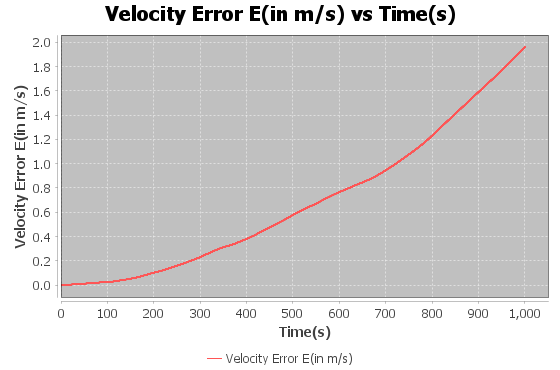 Velocity Error E(in m/s) vs Time(s)
Velocity Error E(in m/s)
2.0
1.8
1.6
1.4
1.2
1.0
0.8
0.6
0.4
0.2
0.0
0 100 200 300 400 500 600 700 800 900 1,000
Time(s)
Velocity Error E(in m/s)